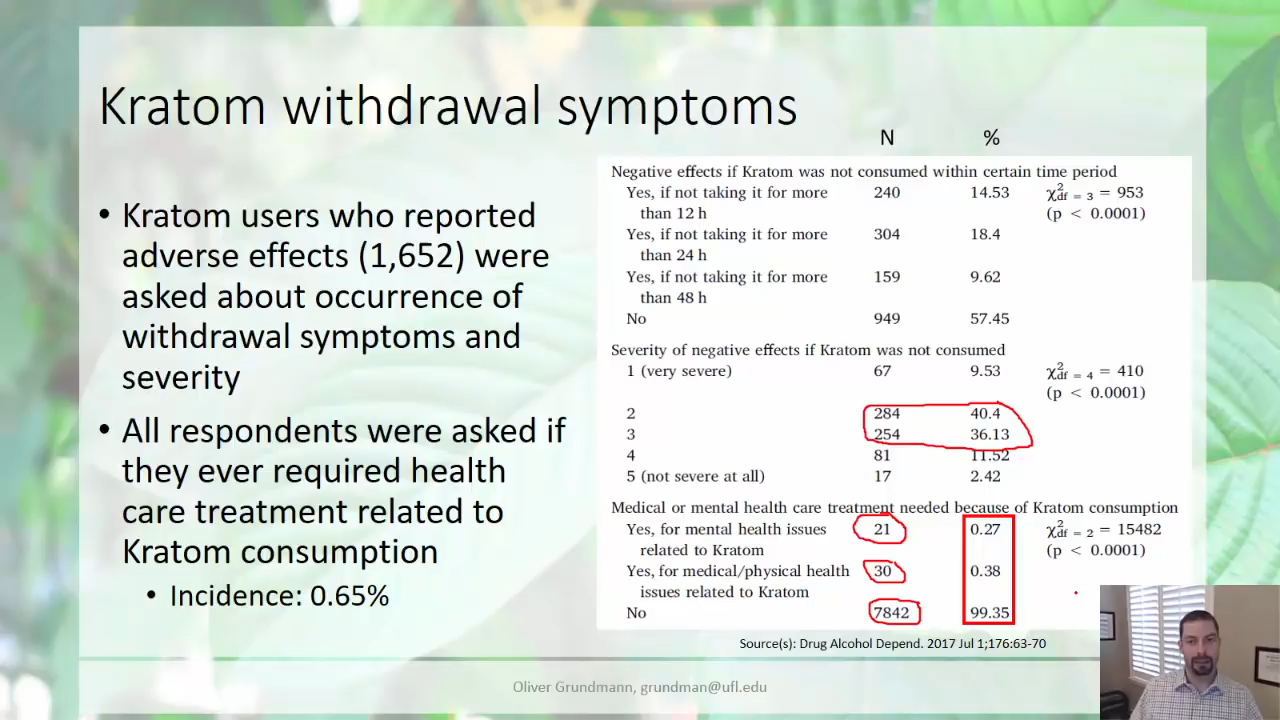 Kratom withdrawal symptoms
• Kratom users who reported
adverse effects (1,652) were
asked about occurrence of
withdrawal symptoms and
severity
• All respondents were asked if
they ever required health
care treatment related to
Kratom consumption
• Incidence: 0.65%
N %
Negative effects if Kratom was not consumed within certain time period
Yes, if not taking it for more 240 14.53 χ²df = 3 = 953
than 12 h (p < 0.0001)
Yes, if not taking it for more 304 18.4
than 24 h
Yes, if not taking it for more 159 9.62
than 48 h
No 949 57.45
Severity of negative effects if Kratom was not consumed
1 (very severe) 67 9.53 χ²df = 4 = 410
(p < 0.0001)
2 284 40.4
3 254 36.13
4 81 11.52
5 (not severe at all) 17 2.42
Medical or mental health care treatment needed because of Kratom consumption
Yes, for mental health issues 21 0.27 χ²df = 2 = 15482
related to Kratom (p < 0.0001)
Yes, for medical/physical health 30 0.38
issues related to Kratom
No 7842 99.35
Source(s): Drug Alcohol Depend. 2017 Jul 1;176:63-70
Oliver Grundmann, grundman@ufl.edu